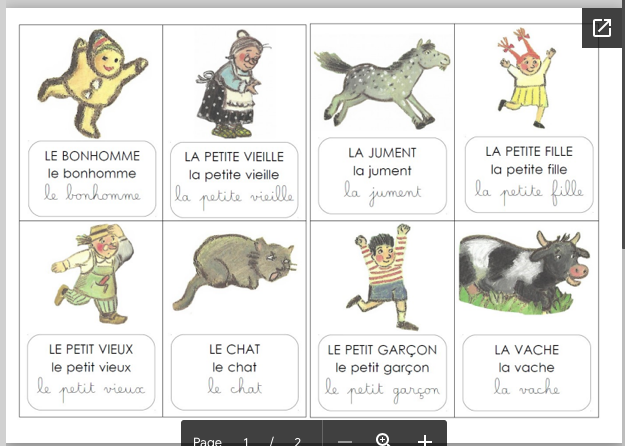 LE BONHOMME
le bonhomme
le bonhomme
LA PETITE VIEILLE
la petite vieille
la petite vieille
LA JUMENT
la jument
la jument
LA PETITE FILLE
la petite fille
la petite fille
LE PETIT VIEUX
le petit vieux
le petit vieux
LE CHAT
le chat
le chat
LE PETIT GARÇON
le petit garçon
le petit garçon
LA VACHE
la vache
la vache
Page 1 / 2